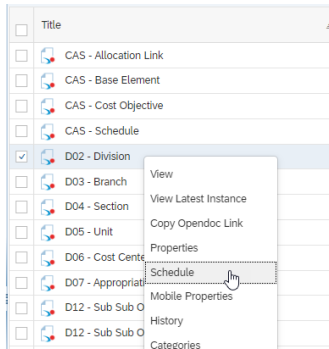 Title
CAS - Allocation Link
CAS - Base Element
CAS - Cost Objective
CAS - Schedule
D02 - Division
D03 - Branch
D04 - Section
D05 - Unit
D06 - Cost Cente
D07 - Appropriati
D12 - Sub Sub O
D12 - Sub Sub O
View
View Latest Instance
Copy Opendoc Link
Properties
Schedule
Mobile Properties
History
Categories